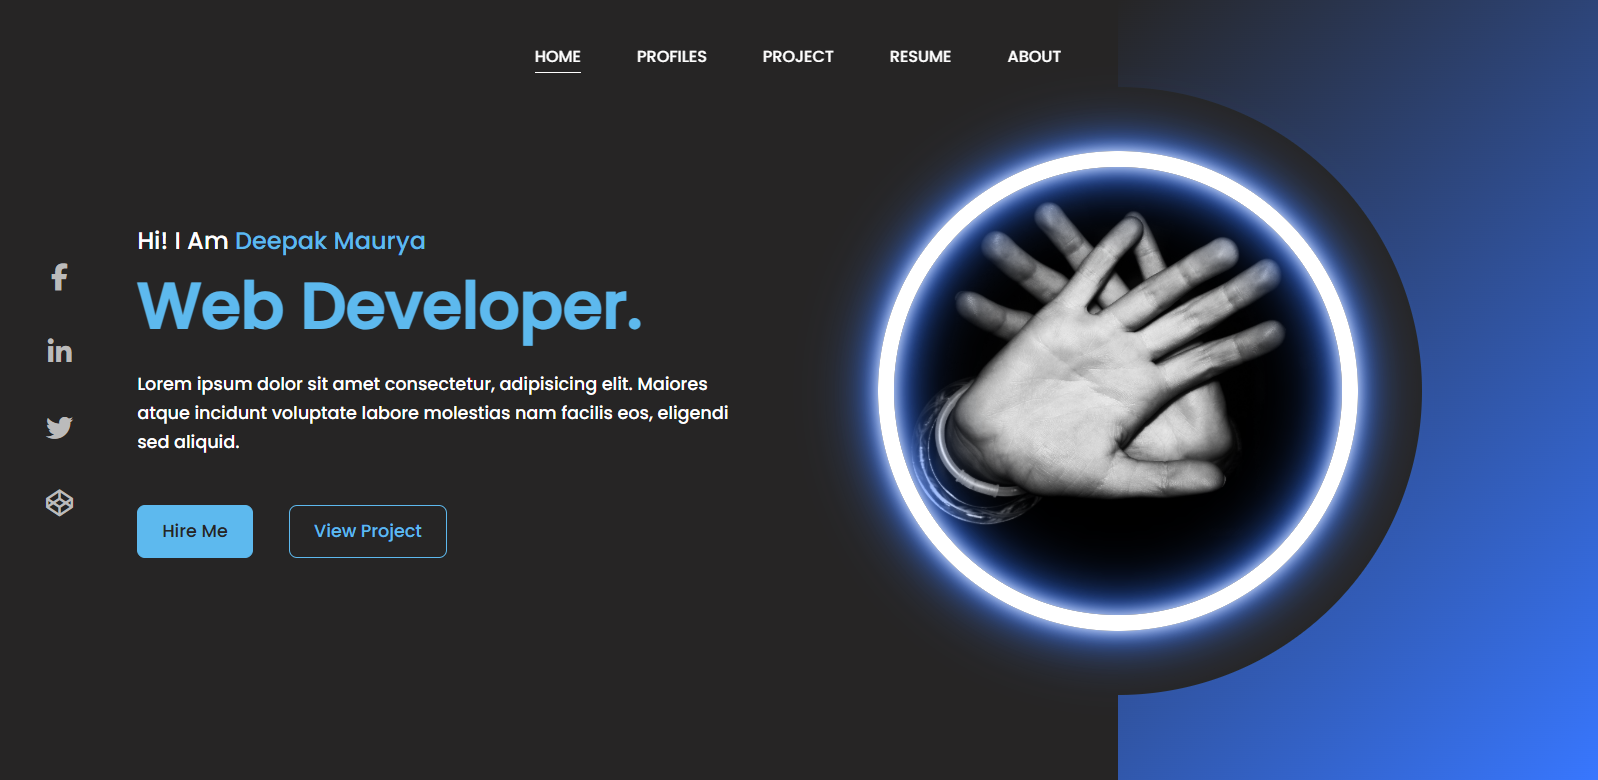 HOME PROFILES PROJECT RESUME ABOUT
Hi! I Am Deepak Maurya
Web Developer.
Lorem ipsum dolor sit amet consectetur, adipisicing elit. Maiores
atque incidunt voluptate labore molestias nam facilis eos, eligendi
sed aliquid.
Hire Me View Project